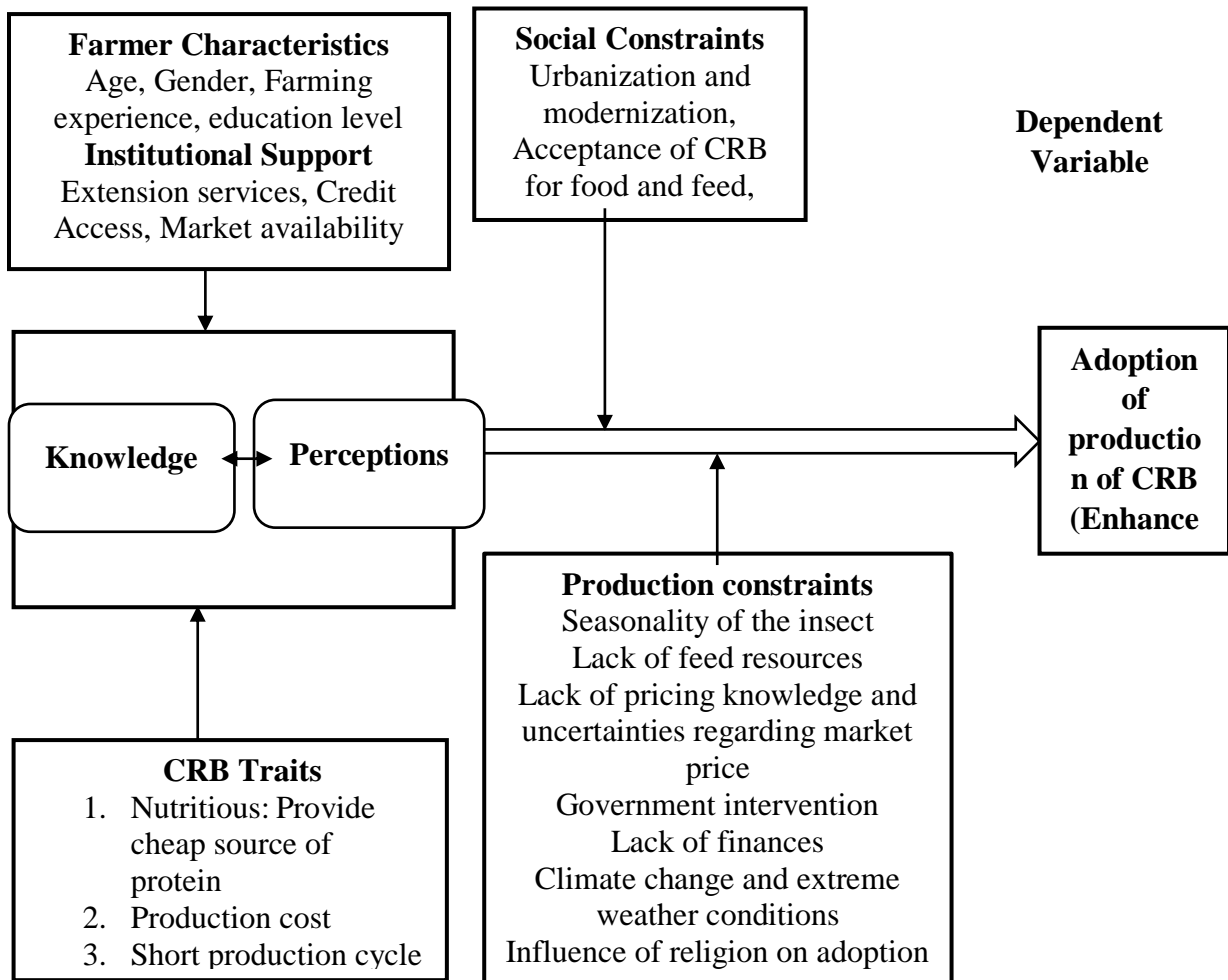 Farmer Characteristics
Age, Gender, Farming
experience, education level
Institutional Support
Extension services, Credit
Access, Market availability
Social Constraints
Urbanization and
modernization,
Acceptance of CRB
for food and feed,
Dependent
Variable
Knowledge
Perceptions
Adoption
of
productio
n of CRB
(Enhance
CRB Traits
1. Nutritious: Provide
cheap source of
protein
2. Production cost
3. Short production cycle
Production constraints
Seasonality of the insect
Lack of feed resources
Lack of pricing knowledge and
uncertainties regarding market
price
Government intervention
Lack of finances
Climate change and extreme
weather conditions
Influence of religion on adoption